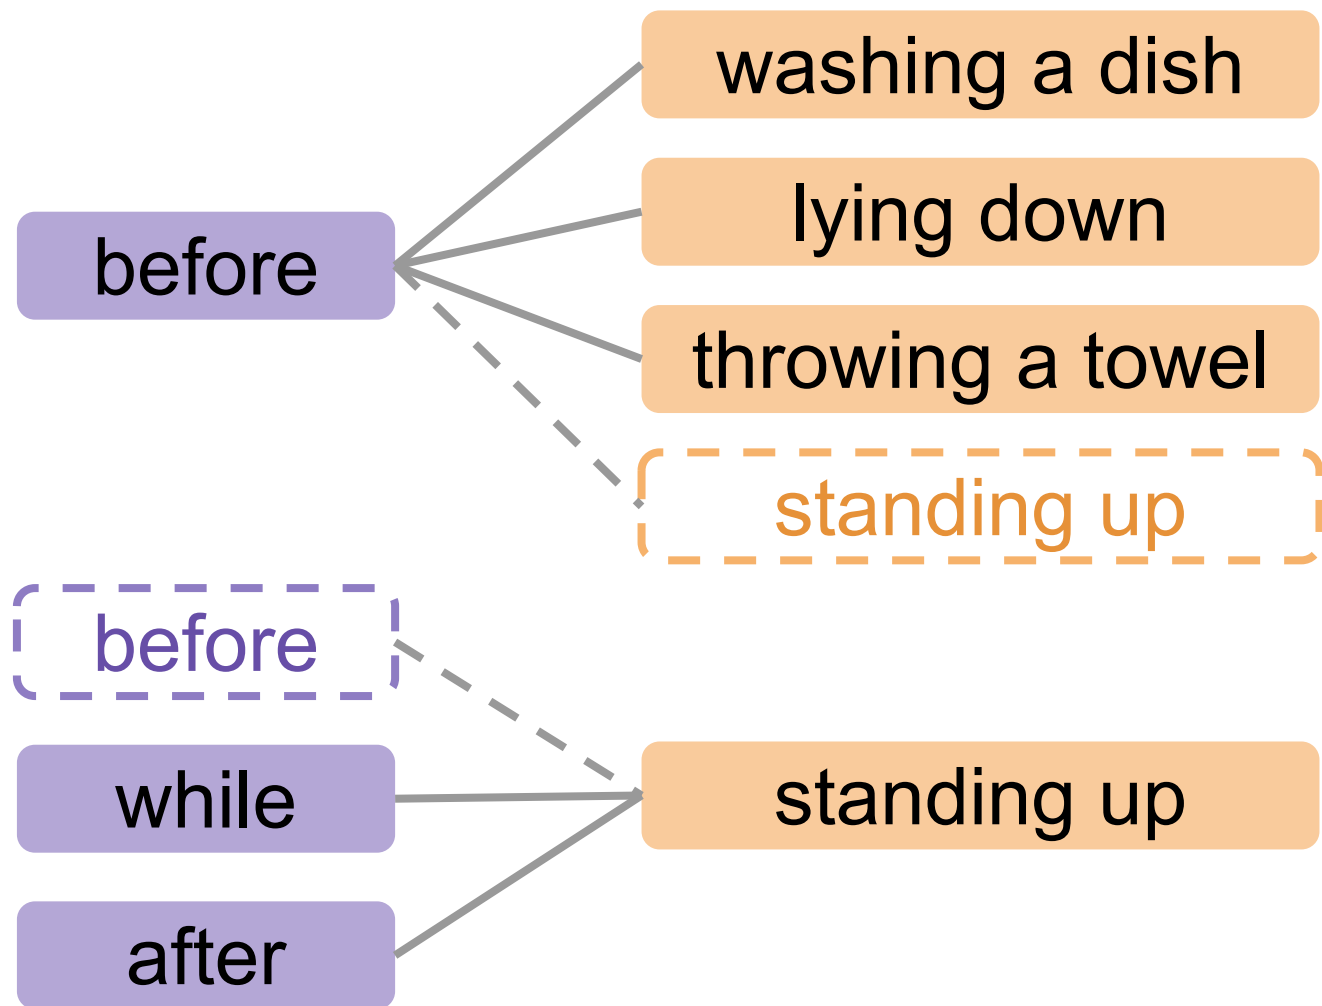 washing a dish
lying down
before
throwing a towel
standing up
before
while
standing up
after